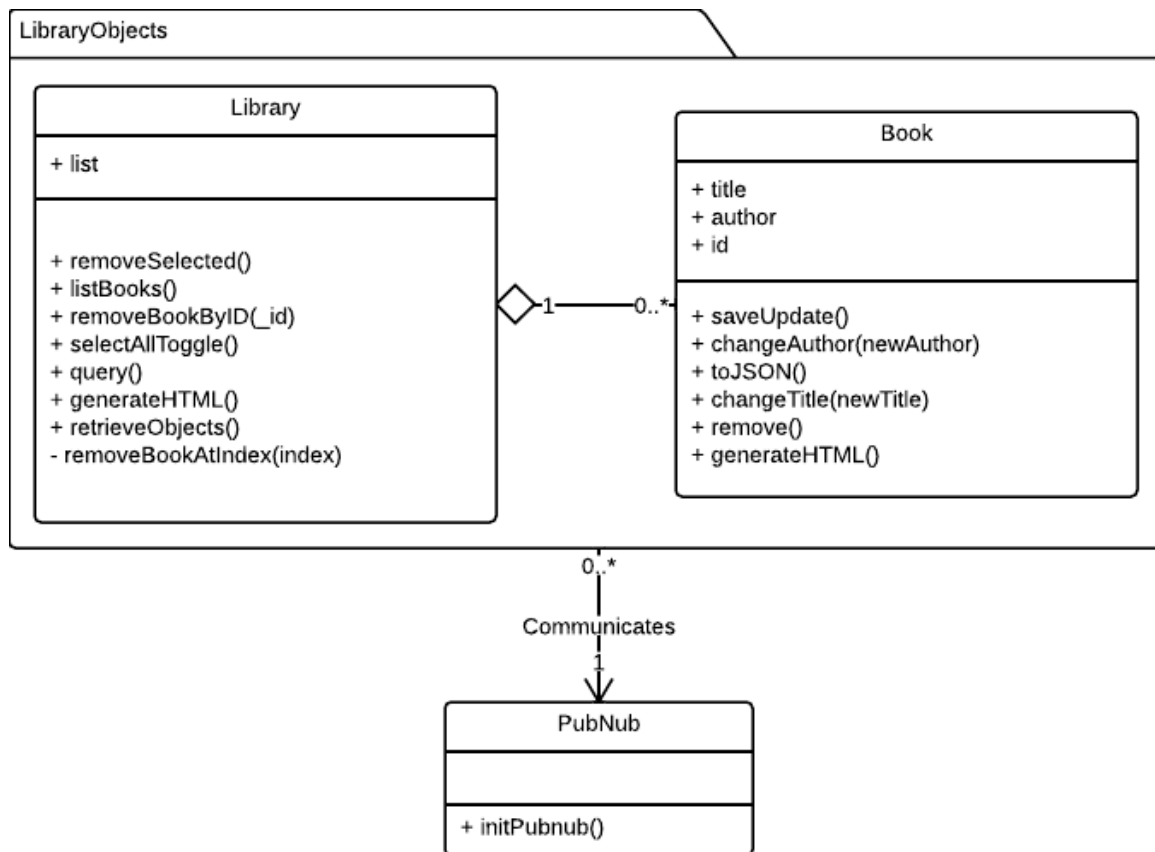 LibraryObjects
Library
+ list
+ removeSelected()
+ listBooks()
+ removeBookByID(_id)
+ selectAllToggle()
+ query()
+ generateHTML()
+ retrieveObjects()
- removeBookAtIndex(index)
1
0..*
Book
+ title
+ author
+ id
+ saveUpdate()
+ changeAuthor(newAuthor)
+ toJSON()
+ changeTitle(newTitle)
+ remove()
+ generateHTML()
0..*
Communicates
1
PubNub
+ initPubnub()